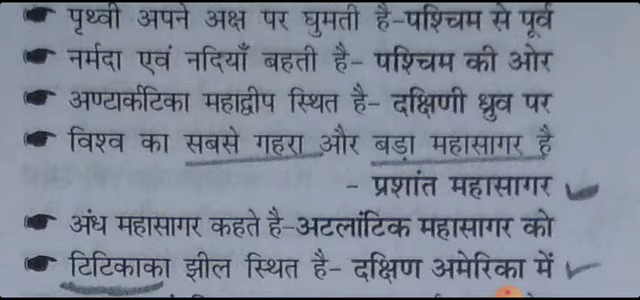 पृथ्वी अपने अक्ष पर घुमती है-पश्चिम से पूर्व
नर्मदा एवं नदियाँ बहती है- पश्चिम की ओर
अण्टार्कटिका महाद्वीप स्थित है- दक्षिणी ध्रुव पर
विश्व का सबसे गहरा और बड़ा महासागर है
- प्रशांत महासागर
अंध महासागर कहते है-अटलांटिक महासागर को
टिटिकाका झील स्थित है- दक्षिण अमेरिका में